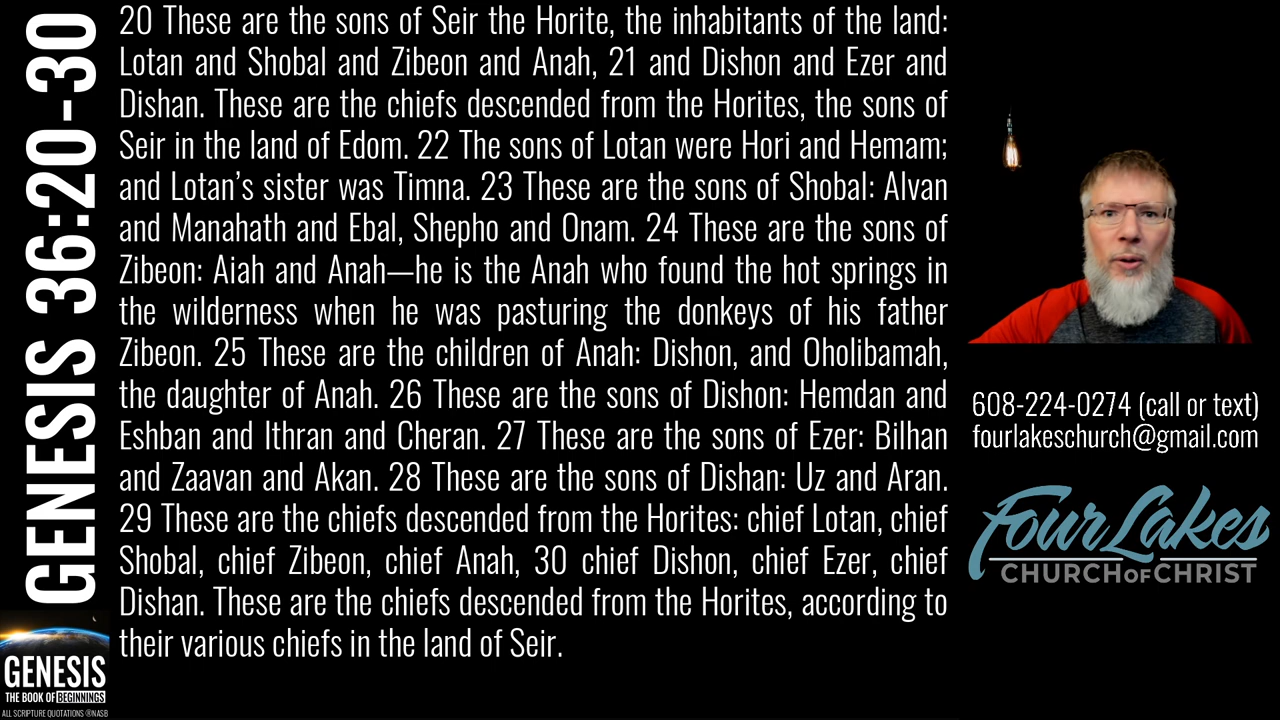 GENESIS 36:20-30
20 These are the sons of Seir the Horite, the inhabitants of the land:
Lotan and Shobal and Zibeon and Anah, 21 and Dishon and Ezer and
Dishan. These are the chiefs descended from the Horites, the sons of
Seir in the land of Edom. 22 The sons of Lotan were Hori and Hemam;
and Lotan’s sister was Timna. 23 These are the sons of Shobal: Alvan
and Manahath and Ebal, Shepho and Onam. 24 These are the sons of
Zibeon: Aiah and Anah—he is the Anah who found the hot springs in
the wilderness when he was pasturing the donkeys of his father
Zibeon. 25 These are the children of Anah: Dishon, and Oholibamah,
the daughter of Anah. 26 These are the sons of Dishon: Hemdan and
Eshban and Ithran and Cheran. 27 These are the sons of Ezer: Bilhan
and Zaavan and Akan. 28 These are the sons of Dishan: Uz and Aran.
29 These are the chiefs descended from the Horites: chief Lotan, chief
Shobal, chief Zibeon, chief Anah, 30 chief Dishon, chief Ezer, chief
Dishan. These are the chiefs descended from the Horites, according to
their various chiefs in the land of Seir.
608-224-0274 (call or text)
fourlakeschurch@gmail.com
Four Lakes
CHURCH OF CHRIST
GENESIS
THE BOOK OF BEGINNINGS
ALL SCRIPTURE QUOTATIONS ®NASB